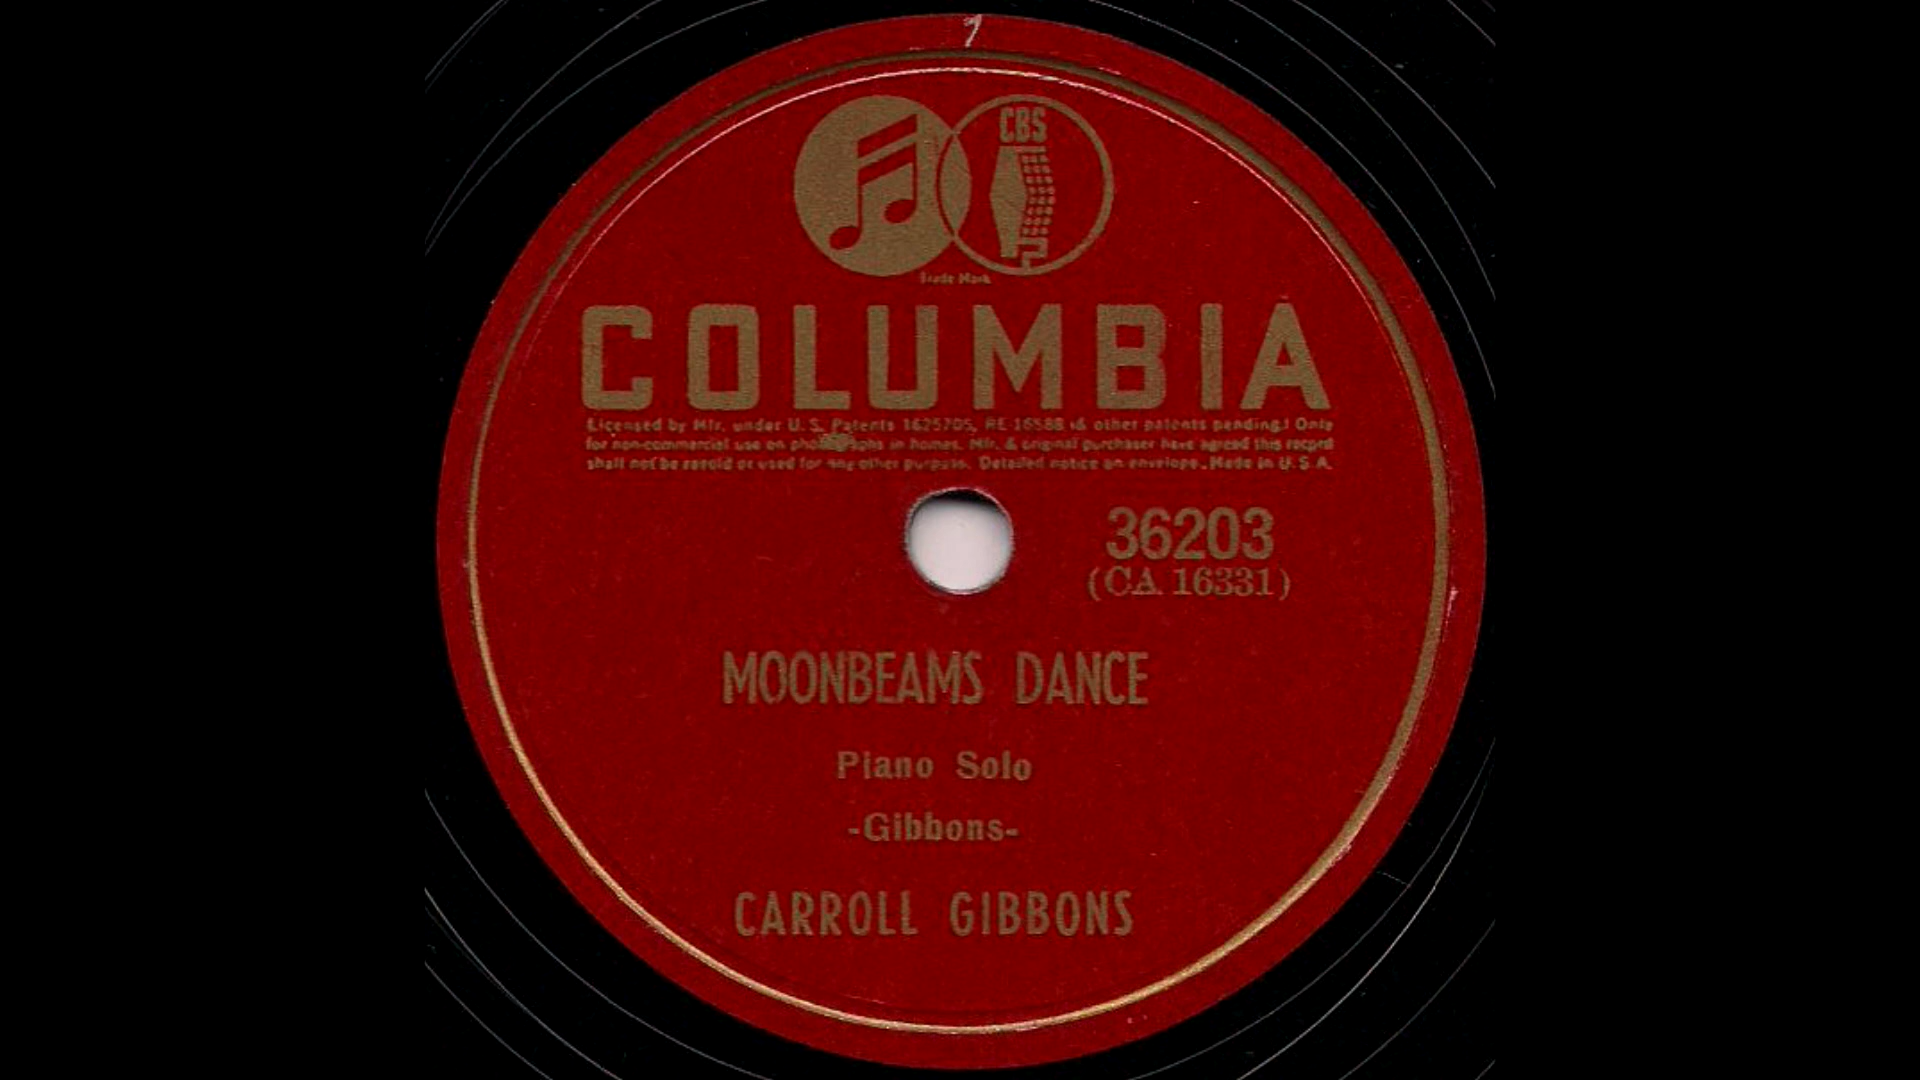 1
CBS
Trade Mark
COLUMBIA
Licensed by Mfr. under U. S. Patents 1625705, RE 16588 (& other patents pending.) Only
for non-commercial use on phonographs in homes. Mfr. & original purchaser have agreed this record
shall not be resold or used for any other purpose. Detailed notice on envelope. Made in U. S. A.
36203
(CA 16331)
MOONBEAMS DANCE
Piano Solo
-Gibbons-
CARROLL GIBBONS